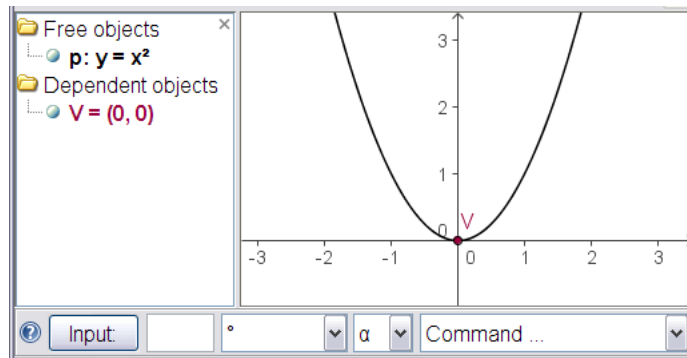 Free objects
p: y = x²
Dependent objects
V = (0, 0)
3
2
1
0
V
-3 -2 -1 0 1 2 3
Input:
°
α
Command ...